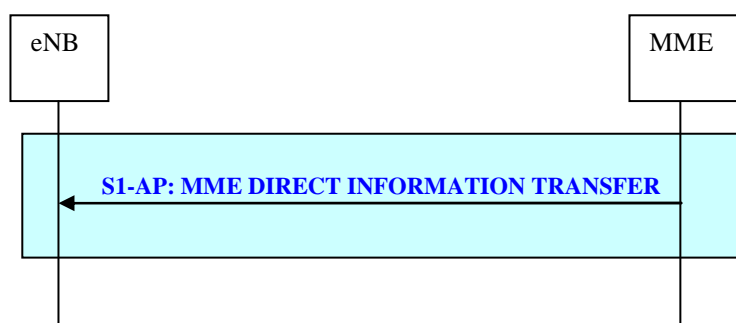 eNB
MME
S1-AP: MME DIRECT INFORMATION TRANSFER